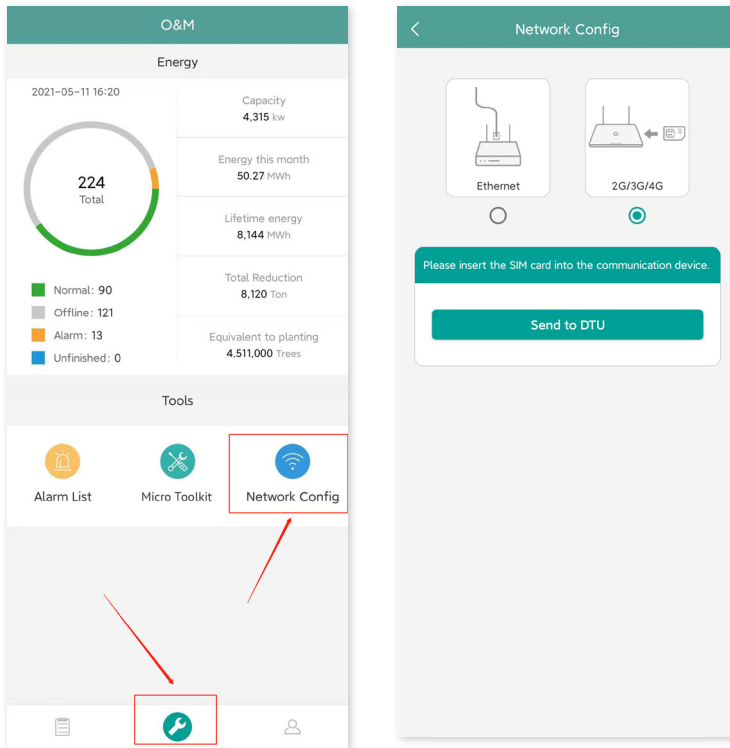 O&M
Energy
2021-05-11 16:20
224
Total
Normal: 90
Offline: 121
Alarm: 13
Unfinished: 0
Capacity
4,315 kw
Energy this month
50.27 MWh
Lifetime energy
8,144 MWh
Total Reduction
8,120 Ton
Equivalent to planting
4,511,000 Trees
Tools
Alarm List
Micro Toolkit
Network Config
Network Config
Ethernet
2G/3G/4G
Please insert the SIM card into the communication device.
Send to DTU